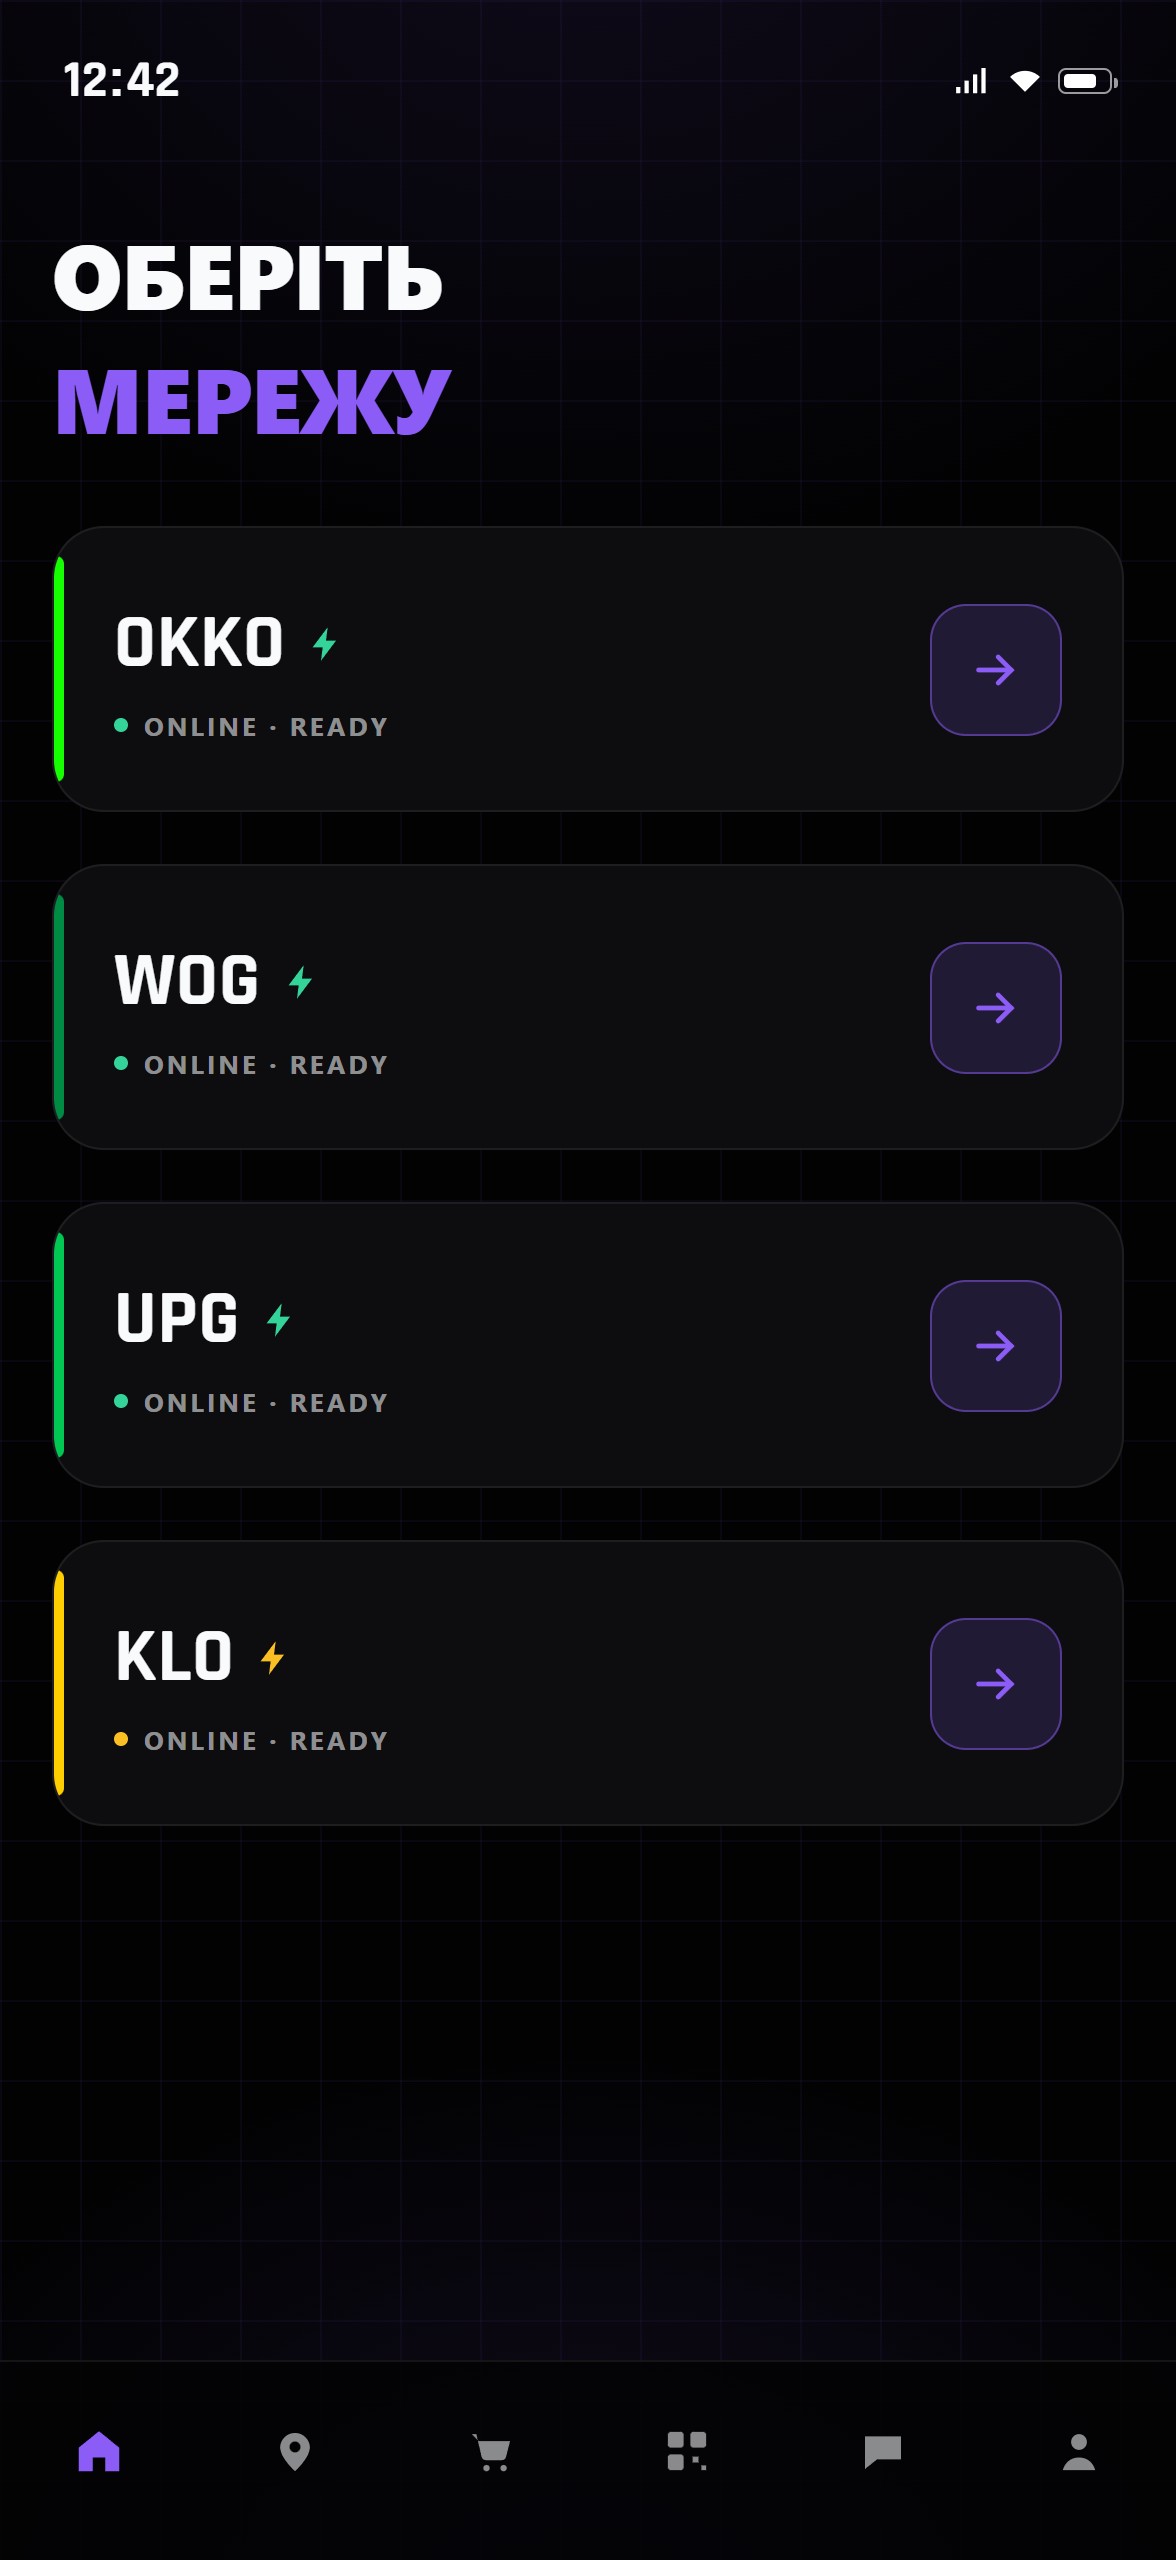 12:42
ОБЕРІТЬ
МЕРЕЖУ
OKKO
ONLINE · READY
WOG
ONLINE · READY
UPG
ONLINE · READY
KLO
ONLINE · READY